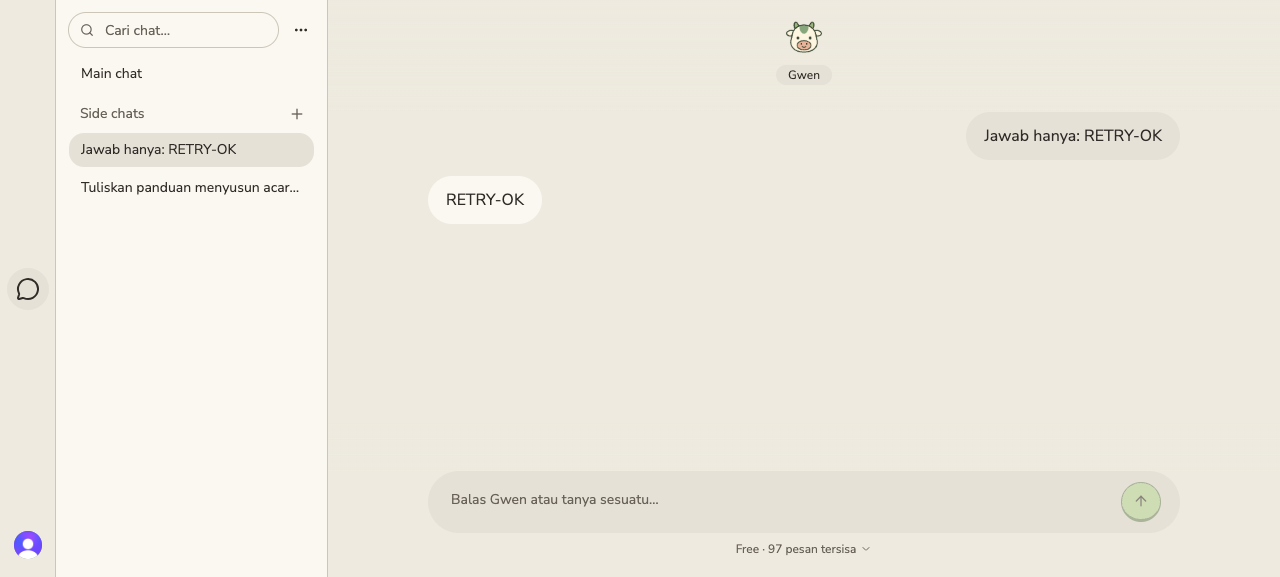 Cari chat...
Main chat
Side chats
Jawab hanya: RETRY-OK
Tuliskan panduan menyusun acar...
Gwen
Jawab hanya: RETRY-OK
RETRY-OK
Balas Gwen atau tanya sesuatu...
Free · 97 pesan tersisa